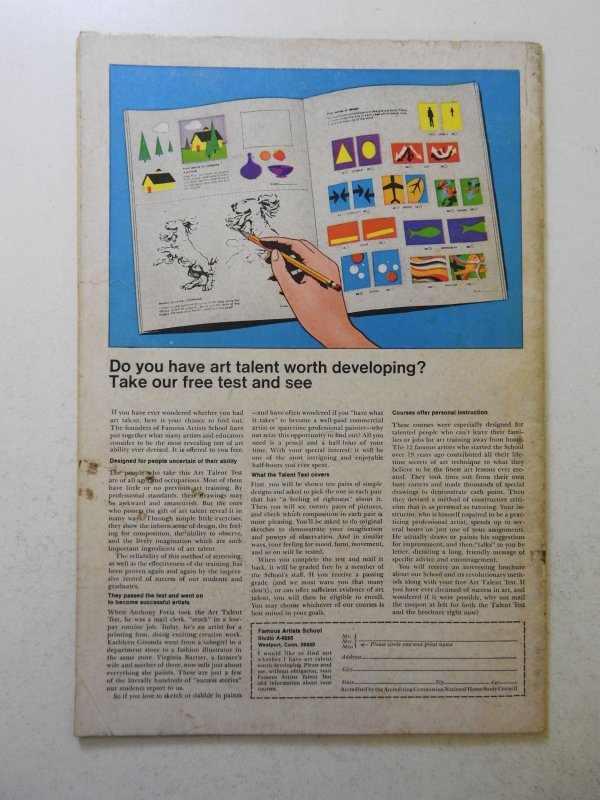 Your sense of design
Do you have art talent worth developing?
Take our free test and see
If you have ever wondered whether you had
art talent, here is your chance to find out.
The founders of Famous Artists School have
put together what many artists and educators
consider to be the most revealing test of art
ability ever devised. It is offered to you free.
Designed for people uncertain of their ability
The people who take this Art Talent Test
are of all ages and occupations. Most of them
have little or no previous art training. By
professional standards, their drawings may
be awkward and amateurish. But the ones
who possess the gift of art talent reveal it in
many ways. Through simple little exercises,
they show the inborn sense of design, the feel-
ing for composition, the ability to observe,
and the lively imagination which are such
important ingredients of art talent.
The reliability of this method of screening,
as well as the effectiveness of the training, has
been proven again and again by the impres-
sive record of success of our students and
graduates.
They passed the test and went on
to become successful artists
When Anthony Fotia took the Art Talent
Test, he was a mail clerk, "stuck" in a low-
pay routine job. Today, he's an artist for a
printing firm, doing exciting creative work.
Kathleen Giomula went from a salesgirl in a
department store to a fashion illustrator in
the same store. Virginia Bartter, a farmer's
wife and mother of three, now sells just about
everything she paints. These are just a few
of the literally hundreds of "success stories"
our students report to us.
So if you love to sketch or dabble in paints
—and have often wondered if you "have what
it takes" to become a well-paid commercial
artist or sparetime professional painter—why
not seize this opportunity to find out? All you
need is a pencil and a half-hour of your
time. With your special interest, it will be
one of the most intriguing and enjoyable
half-hours you ever spent.
What the Talent Test covers
First, you will be shown ten pairs of simple
designs and asked to pick the one in each pair
that has "a feeling of rightness" about it.
Then you will see twenty pairs of pictures,
and check which composition in each pair is
more pleasing. You'll be asked to do original
sketches to demonstrate your imagination
and powers of observation. And in similar
ways, your feeling for mood, form, movement,
and so on will be tested.
When you complete the test and mail it
back, it will be graded free by a member of
the School's staff. If you receive a passing
grade (and we must warn you that many
don't), or can offer sufficient evidence of art
talent, you will then be eligible to enroll.
You may choose whichever of our courses is
best suited to your goals.
Courses offer personal instruction
These courses were especially designed for
talented people who can't leave their fami-
lies or jobs for art training away from home.
The 12 famous artists who started the School
over 19 years ago contributed all their life-
time secrets of art technique to what they
believe to be the finest art lessons ever cre-
ated. They took time out from their own
busy careers and made thousands of special
drawings to demonstrate each point. Then
they devised a method of constructive criti-
cism that is as personal as tutoring. Your in-
structor, who is himself required to be a prac-
ticing professional artist, spends up to sev-
eral hours on just one of your assignments.
He actually draws or paints his suggestions
for improvement, and then "talks" to you by
letter, dictating a long, friendly message of
specific advice and encouragement.
You will receive an interesting brochure
about our School and its revolutionary meth-
ods along with your free Art Talent Test. If
you have ever dreamed of success in art, and
wondered if it were possible, why not mail
the coupon at left for both the Talent Test
and the brochure right now?
Famous Artists School
Studio
Westport, Conn. 06880
I would like to find out
whether I have art talent
worth developing. Please send
me, without obligation, your
Famous Artists Talent Test
and information about your
courses.
Mr.
Mrs.
Miss
Please circle one and print name
Address
City
State Zip Age
Accredited by the Accrediting Commission National Home Study Council.